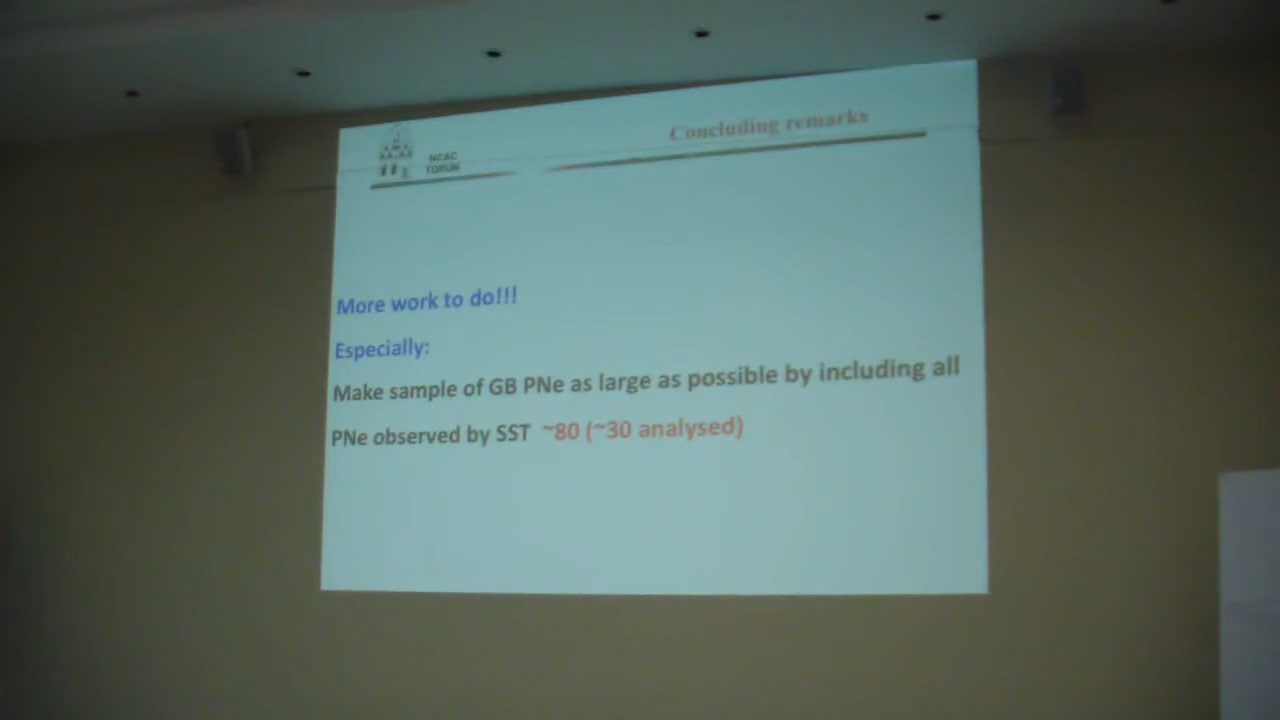 NCAC
TORUŃ
Concluding remarks
More work to do!!!
Especially:
Make sample of GB PNe as large as possible by including all
PNe observed by SST ~80 (~30 analysed)